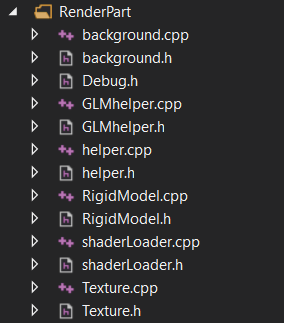 RenderPart
background.cpp
background.h
Debug.h
GLMhelper.cpp
GLMhelper.h
helper.cpp
helper.h
RigidModel.cpp
RigidModel.h
shaderLoader.cpp
shaderLoader.h
Texture.cpp
Texture.h